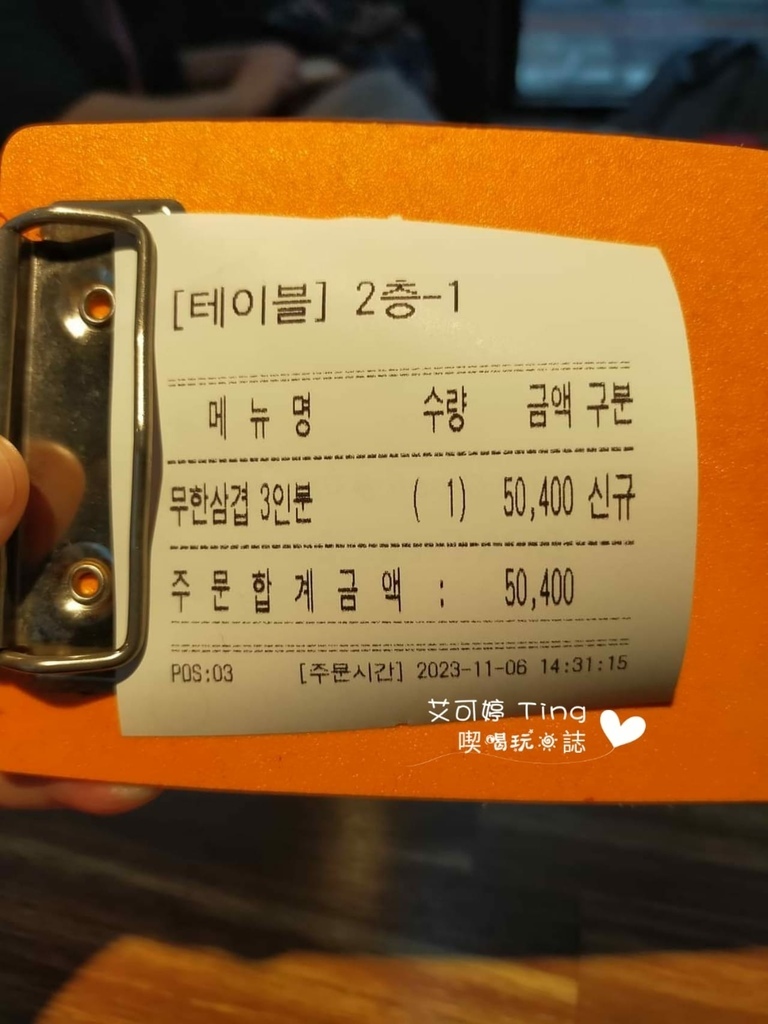 [테이블] 2층-1
메 뉴 명 수량 금액 구분
무한삼겹 3인분 ( 1) 50,400 신규
주 문 합 계 금 액 : 50,400
POS:03 [주문시간] 2023-11-06 14:31:15
艾可婷 Ting
喫喝玩誌